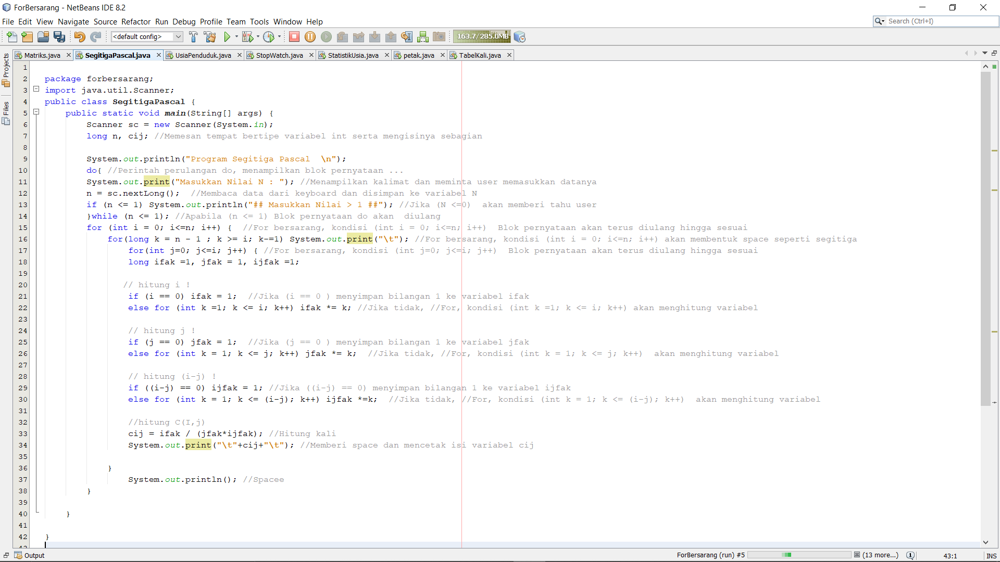 ForBersarang - NetBeans IDE 8.2
File Edit View Navigate Source Refactor Run Debug Profile Team Tools Window Help
Search (Ctrl+I)
<default config>
163.7/285.0MB
Projects
Files
Matriks.java
SegitigaPascal.java
UsiaPenduduk.java
StopWatch.java
StatistikUsia.java
petak.java
TabelKali.java
1
2 package forbersarang;
3 import java.util.Scanner;
4 public class SegitigaPascal {
5 public static void main(String[] args) {
6 Scanner sc = new Scanner(System.in);
7 long n, cij; //Memesan tempat bertipe variabel int serta mengisinya sebagian
8
9 System.out.println("Program Segitiga Pascal  \n");
10 do{ //Perintah perulangan do, menampilkan blok pernyataan ...
11 System.out.print("Masukkan Nilai N : "); //Menampilkan kalimat dan meminta user memasukkan datanya
12 n = sc.nextLong();  //Membaca data dari keyboard dan disimpan ke variabel N
13 if (n <= 1) System.out.println("## Masukkan Nilai > 1 ##"); //Jika (N <=0)  akan memberi tahu user
14 }while (n <= 1); //Apabila (n <= 1) Blok pernyataan do akan  diulang
15 for (int i = 0; i<=n; i++) {  //For bersarang, kondisi (int i = 0; i<=n; i++)  Blok pernyataan akan terus diulang hingga sesuai
16 for(long k = n - 1 ; k >= i; k-=1) System.out.print("\t"); //For bersarang, kondisi (int i = 0; i<=n; i++) akan membentuk space seperti segitiga
17 for(int j=0; j<=i; j++) { //For bersarang, kondisi (int j=0; j<=i; j++)  Blok pernyataan akan terus diulang hingga sesuai
18 long ifak =1, jfak = 1, ijfak =1;
19
20 // hitung i !
21 if (i == 0) ifak = 1;  //Jika (i == 0 ) menyimpan bilangan 1 ke variabel ifak
22 else for (int k =1; k <= i; k++) ifak *= k; //Jika tidak, //For, kondisi (int k =1; k <= i; k++) akan menghitung variabel
23
24 // hitung j !
25 if (j == 0) jfak = 1;  //Jika (j == 0 ) menyimpan bilangan 1 ke variabel jfak
26 else for (int k = 1; k <= j; k++) jfak *= k;  //Jika tidak, //For, kondisi (int k = 1; k <= j; k++)  akan menghitung variabel
27
28 // hitung (i-j) !
29 if ((i-j) == 0) ijfak = 1; //Jika ((i-j) == 0) menyimpan bilangan 1 ke variabel ijfak
30 else for (int k = 1; k <= (i-j); k++) ijfak *=k;  //Jika tidak, //For, kondisi (int k = 1; k <= (i-j); k++)  akan menghitung variabel
31
32 //hitung C(I,j)
33 cij = ifak / (jfak*ijfak); //Hitung kali
34 System.out.print("\t"+cij+"\t"); //Memberi space dan mencetak isi variabel cij
35
36 }
37 System.out.println(); //Spacee
38 }
39
40 }
41
42 }
43
Output
ForBersarang (run) #5
(13 more...)
1
43:1
INS